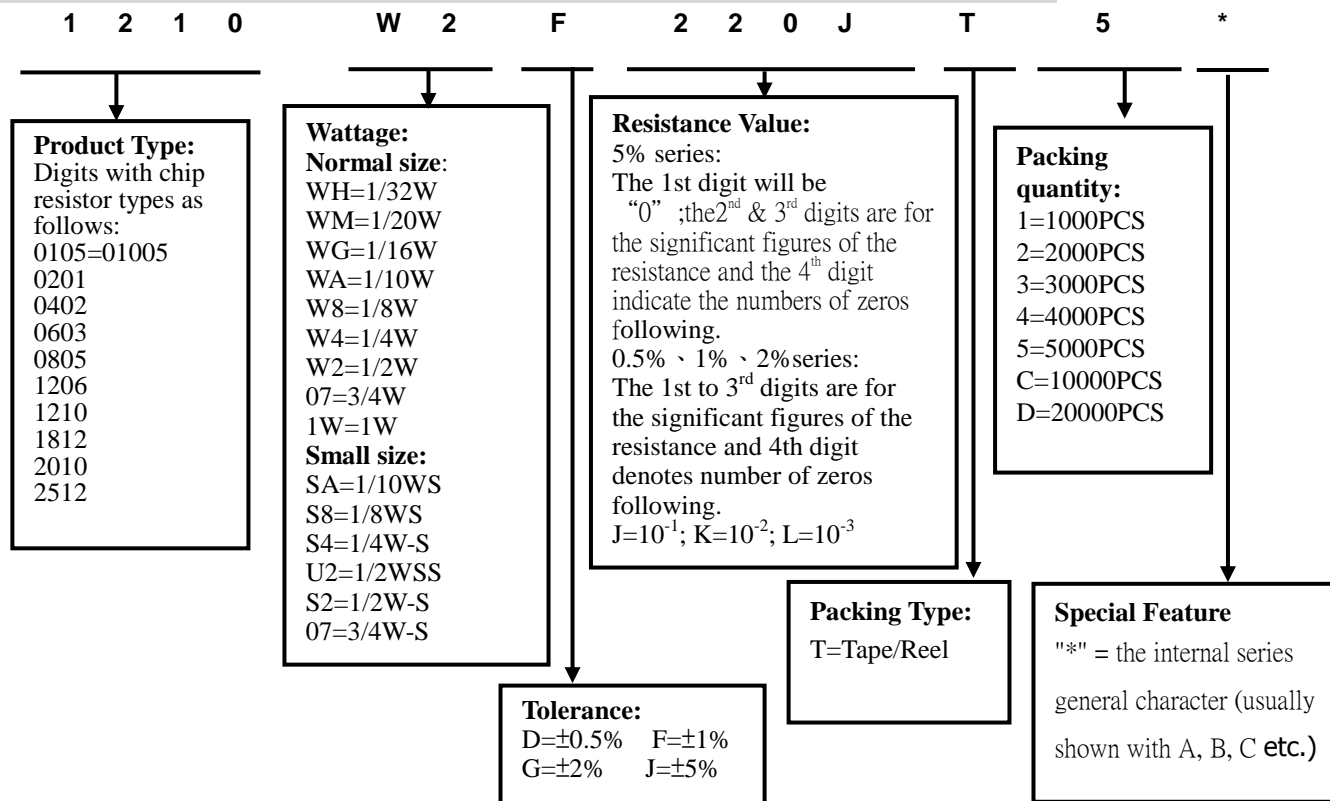 1 2 1 0 W 2 F 2 2 0 J T 5 *
Product Type:
Digits with chip
resistor types as
follows:
0105=01005
0201
0402
0603
0805
1206
1210
1812
2010
2512
Wattage:
Normal size:
WH=1/32W
WM=1/20W
WG=1/16W
WA=1/10W
W8=1/8W
W4=1/4W
W2=1/2W
07=3/4W
1W=1W
Small size:
SA=1/10WS
S8=1/8WS
S4=1/4W-S
U2=1/2WSS
S2=1/2W-S
07=3/4W-S
Tolerance:
D=±0.5% F=±1%
G=±2% J=±5%
Resistance Value:
5% series:
The 1st digit will be
“0” ;the2nd & 3rd digits are for
the significant figures of the
resistance and the 4th digit
indicate the numbers of zeros
following.
0.5%、1%、2%series:
The 1st to 3rd digits are for
the significant figures of the
resistance and 4th digit
denotes number of zeros
following.
J=10-1; K=10-2; L=10-3
Packing Type:
T=Tape/Reel
Packing
quantity:
1=1000PCS
2=2000PCS
3=3000PCS
4=4000PCS
5=5000PCS
C=10000PCS
D=20000PCS
Special Feature
"*" = the internal series
general character (usually
shown with A, B, C etc.)